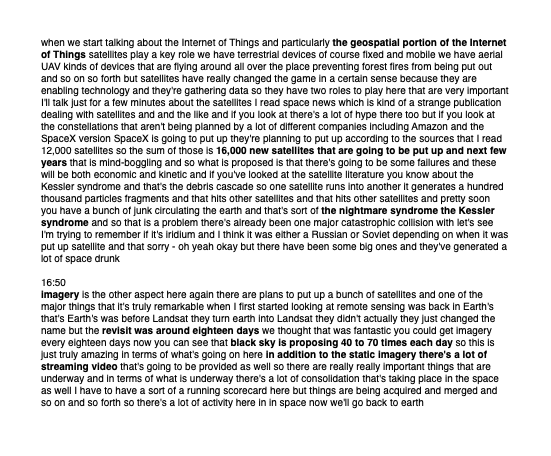 when we start talking about the Internet of Things and particularly the geospatial portion of the Internet
of Things satellites play a key role we have terrestrial devices of course fixed and mobile we have aerial
UAV kinds of devices that are flying around all over the place preventing forest fires from being put out
and so on so forth but satellites have really changed the game in a certain sense because they are
enabling technology and they're gathering data so they have two roles to play here that are very important
I'll talk just for a few minutes about the satellites I read space news which is kind of a strange publication
dealing with satellites and and the like and if you look at there's a lot of hype there too but if you look at
the constellations that aren't being planned by a lot of different companies including Amazon and the
SpaceX version SpaceX is going to put up they're planning to put up according to the sources that I read
12,000 satellites so the sum of those is 16,000 new satellites that are going to be put up and next few
years that is mind-boggling and so what is proposed is that there's going to be some failures and these
will be both economic and kinetic and if you've looked at the satellite literature you know about the
Kessler syndrome and that's the debris cascade so one satellite runs into another it generates a hundred
thousand particles fragments and that hits other satellites and that hits other satellites and pretty soon
you have a bunch of junk circulating the earth and that's sort of the nightmare syndrome the Kessler
syndrome and so that is a problem there's already been one major catastrophic collision with let's see
I'm trying to remember if it's iridium and I think it was either a Russian or Soviet depending on when it was
put up satellite and that sorry - oh yeah okay but there have been some big ones and they've generated a
lot of space drunk
16:50
imagery is the other aspect here again there are plans to put up a bunch of satellites and one of the
major things that it's truly remarkable when I first started looking at remote sensing was back in Earth's
that's Earth's was before Landsat they turn earth into Landsat they didn't actually they just changed the
name but the revisit was around eighteen days we thought that was fantastic you could get imagery
every eighteen days now you can see that black sky is proposing 40 to 70 times each day so this is
just truly amazing in terms of what's going on here in addition to the static imagery there's a lot of
streaming video that's going to be provided as well so there are really really important things that are
underway and in terms of what is underway there's a lot of consolidation that's taking place in the space
as well I have to have a sort of a running scorecard here but things are being acquired and merged and
so on and so forth so there's a lot of activity here in in space now we'll go back to earth